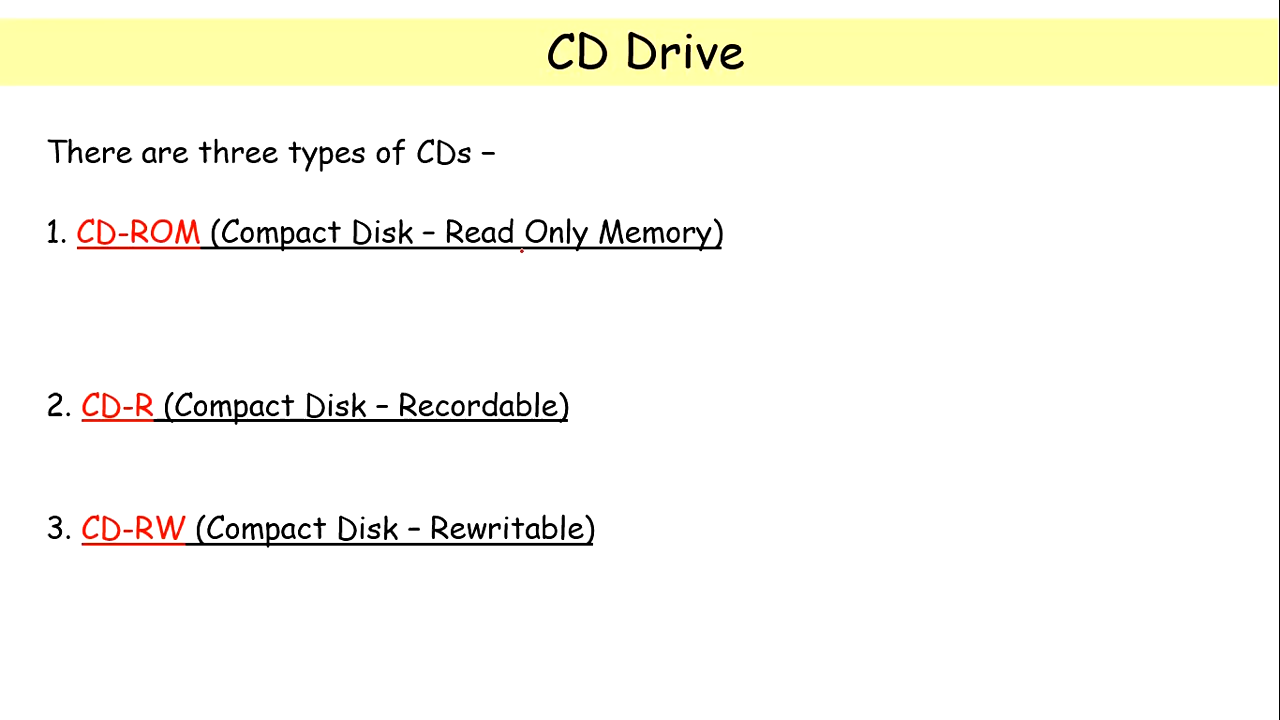 CD Drive
There are three types of CDs –
1. CD-ROM (Compact Disk – Read Only Memory)
2. CD-R (Compact Disk – Recordable)
3. CD-RW (Compact Disk – Rewritable)